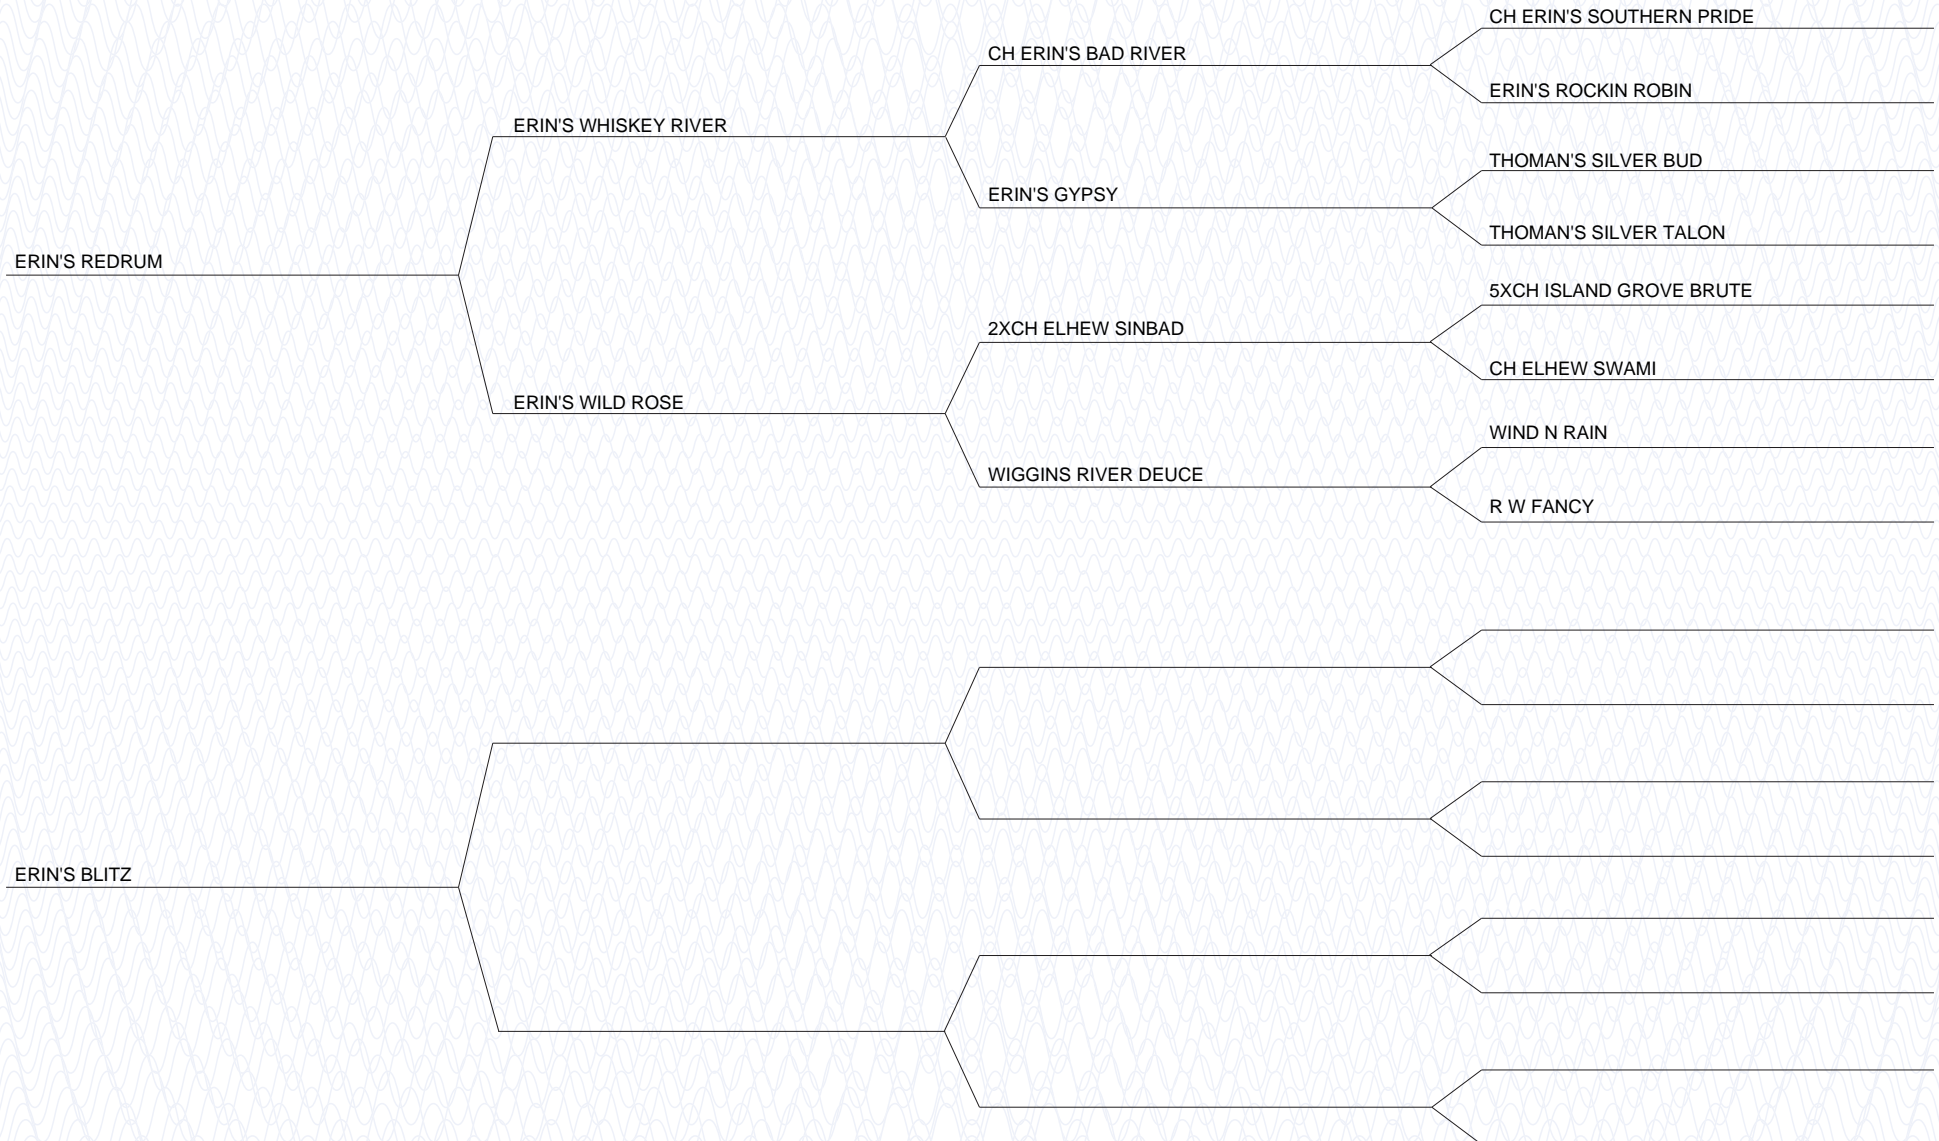 CH ERIN'S SOUTHERN PRIDE
CH ERIN'S BAD RIVER
ERIN'S ROCKIN ROBIN
ERIN'S WHISKEY RIVER
THOMAN'S SILVER BUD
ERIN'S GYPSY
THOMAN'S SILVER TALON
ERIN'S REDRUM
5XCH ISLAND GROVE BRUTE
2XCH ELHEW SINBAD
CH ELHEW SWAMI
ERIN'S WILD ROSE
WIND N RAIN
WIGGINS RIVER DEUCE
R W FANCY
ERIN'S BLITZ